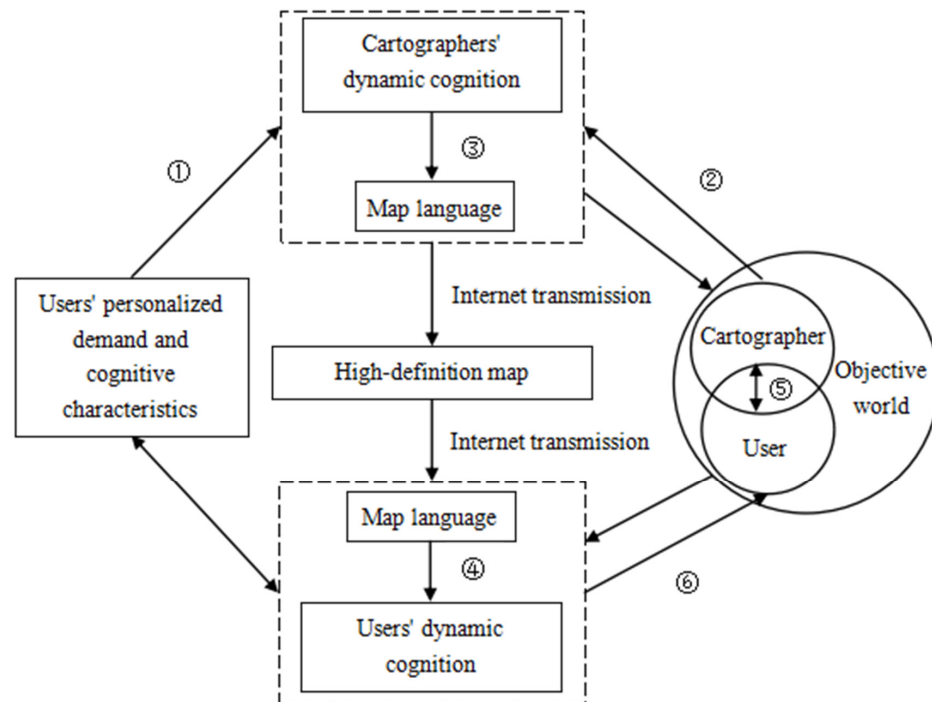 Cartographers'
dynamic cognition
①
③
②
Map language
Internet transmission
Users' personalized
demand and
cognitive
characteristics
Cartographer
High-definition map
⑤
Objective
world
Internet transmission
User
Map language
④
⑥
Users' dynamic
cognition